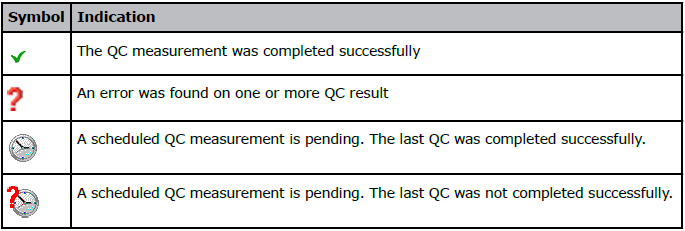 Symbol Indication
The QC measurement was completed successfully
An error was found on one or more QC result
A scheduled QC measurement is pending. The last QC was completed successfully.
A scheduled QC measurement is pending. The last QC was not completed successfully.